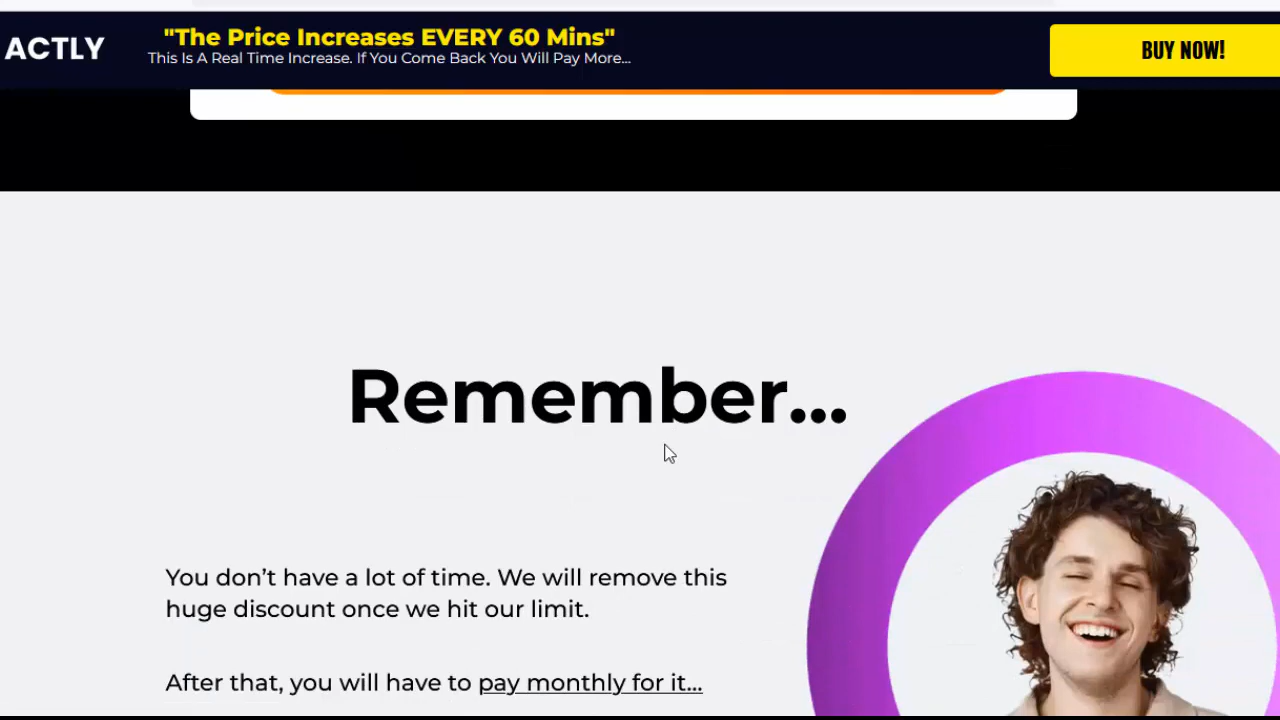 ACTLY
"The Price Increases EVERY 60 Mins"
This Is A Real Time Increase. If You Come Back You Will Pay More...
BUY NOW!
Remember...
You don’t have a lot of time. We will remove this
huge discount once we hit our limit.
After that, you will have to pay monthly for it...